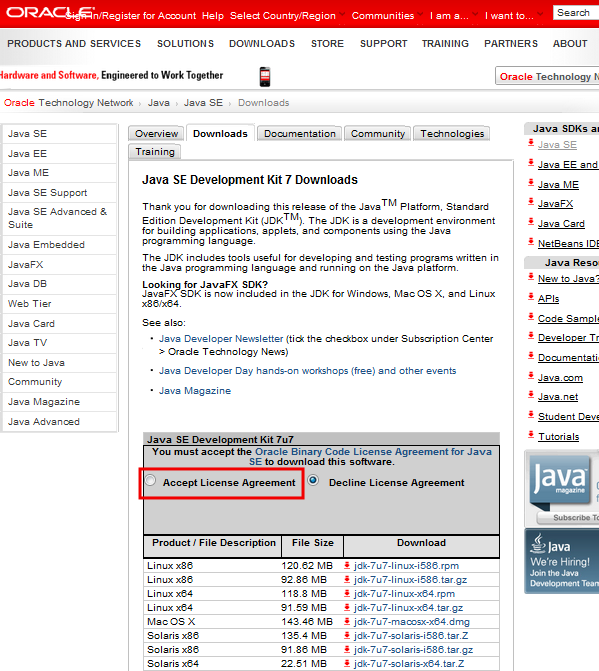 ORACLE Sign In/Register for Account Help Select Country/Region Communities I am a... I want to... Search
PRODUCTS AND SERVICES SOLUTIONS DOWNLOADS STORE SUPPORT TRAINING PARTNERS ABOUT
Hardware and Software, Engineered to Work Together
Oracle Technology N
Oracle Technology Network Java Java SE Downloads
Java SE
Java EE
Java ME
Java SE Support
Java SE Advanced &
Suite
Java Embedded
JavaFX
Java DB
Web Tier
Java Card
Java TV
New to Java
Community
Java Magazine
Java Advanced
Overview Downloads Documentation Community Technologies
Training
Java SE Development Kit 7 Downloads
Thank you for downloading this release of the Java™ Platform, Standard
Edition Development Kit (JDK™). The JDK is a development environment
for building applications, applets, and components using the Java
programming language.
The JDK includes tools useful for developing and testing programs written in
the Java programming language and running on the Java platform.
Looking for JavaFX SDK?
JavaFX SDK is now included in the JDK for Windows, Mac OS X, and Linux
x86/x64.
See also:
• Java Developer Newsletter (tick the checkbox under Subscription Center
> Oracle Technology News)
• Java Developer Day hands-on workshops (free) and other events
• Java Magazine
Java SE Development Kit 7u7
You must accept the Oracle Binary Code License Agreement for Java
SE to download this software.
Accept License Agreement Decline License Agreement
Product / File Description File Size Download
Linux x86 120.62 MB jdk-7u7-linux-i586.rpm
Linux x86 92.86 MB jdk-7u7-linux-i586.tar.gz
Linux x64 118.8 MB jdk-7u7-linux-x64.rpm
Linux x64 91.59 MB jdk-7u7-linux-x64.tar.gz
Mac OS X 143.46 MB jdk-7u7-macosx-x64.dmg
Solaris x86 135.4 MB jdk-7u7-solaris-i586.tar.Z
Solaris x86 91.86 MB jdk-7u7-solaris-i586.tar.gz
Solaris x64 22.51 MB jdk-7u7-solaris-x64.tar.Z
Java SDKs a
Java SE
Java EE and
Java ME
JavaFX
Java Card
NetBeans IDE
Java Reso
New to Java?
APIs
Code Sample
Developer Tr
Documentati
Java.com
Java.net
Student Deve
Tutorials
Java
magazine
Subscribe To
Java
We're Hiring!
Join the Java
Development Team